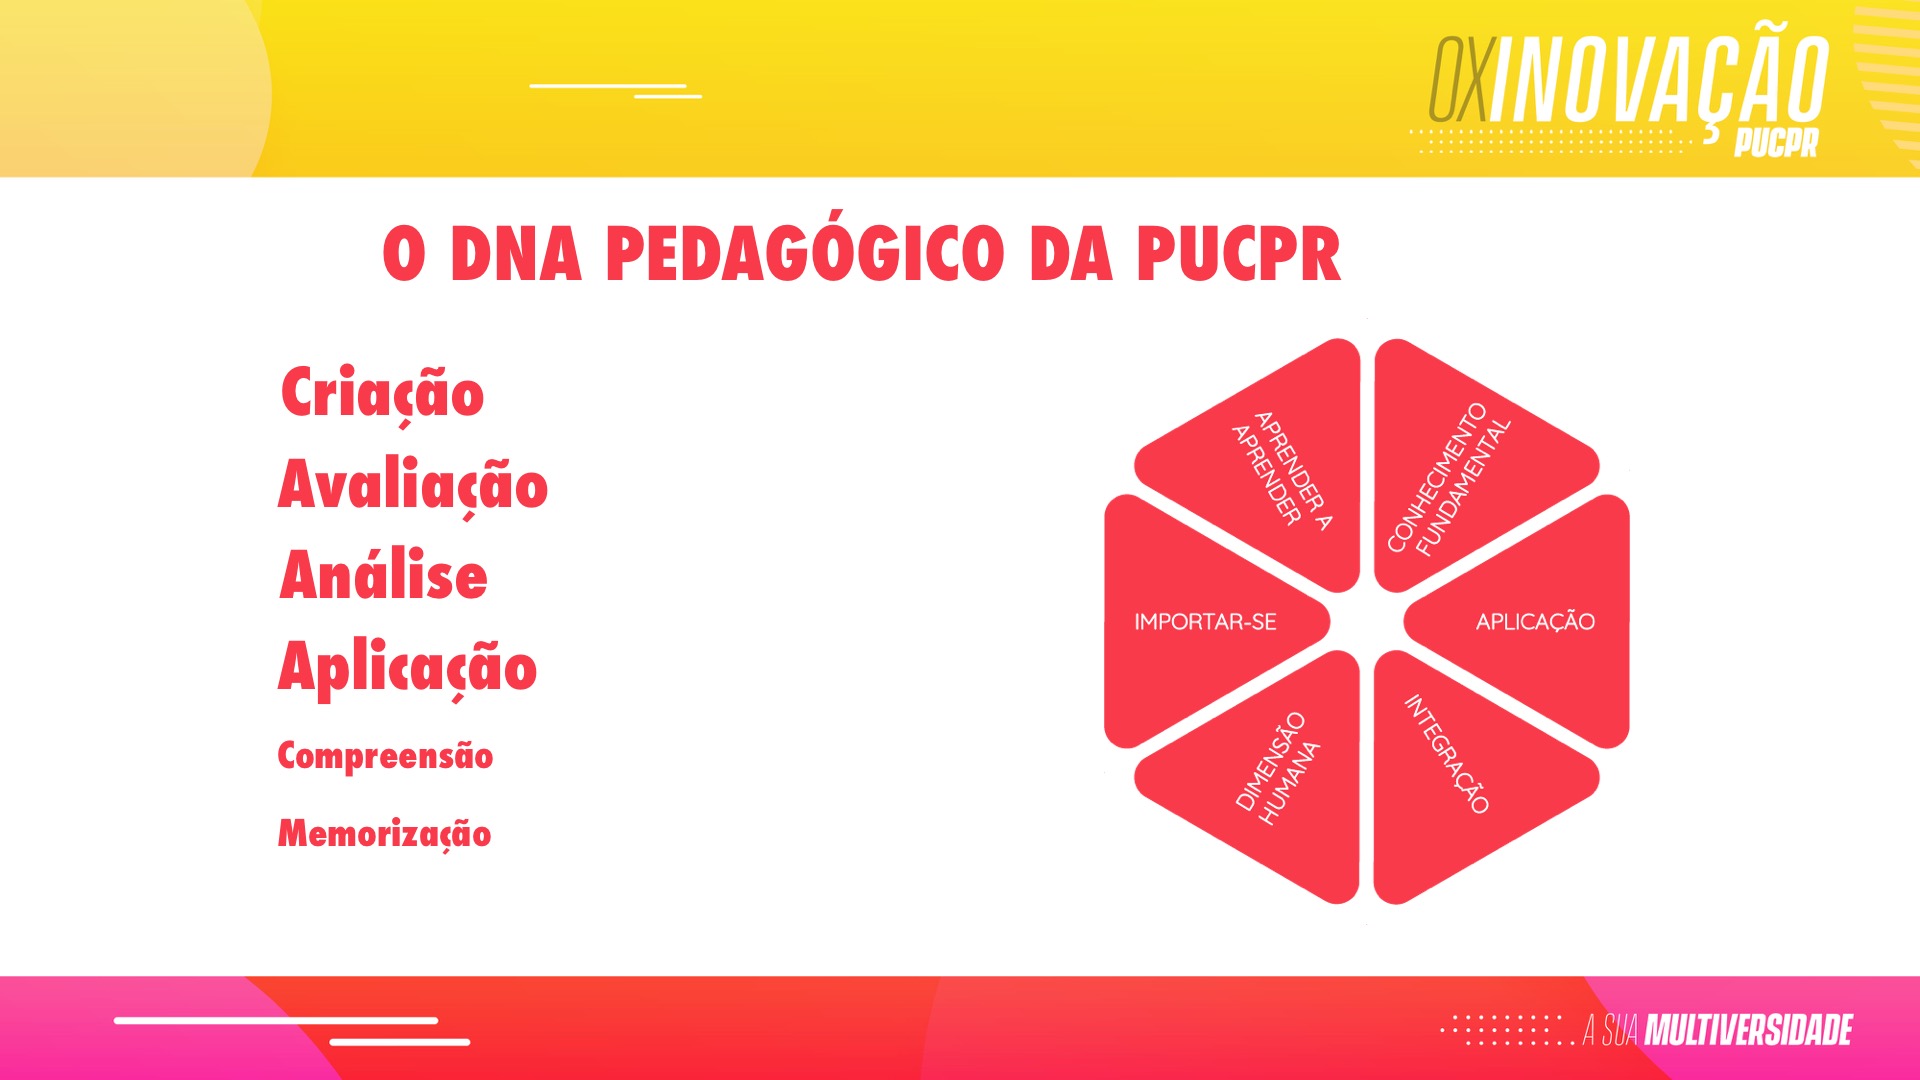 OXINOVAÇÃO
PUCPR
O DNA PEDAGÓGICO DA PUCPR
Criação
Avaliação
Análise
Aplicação
Compreensão
Memorização
APRENDER A
APRENDER
CONHECIMENTO
FUNDAMENTAL
IMPORTAR-SE
APLICAÇÃO
DIMENSÃO
HUMANA
INTEGRAÇÃO
A SUA MULTIVERSIDADE